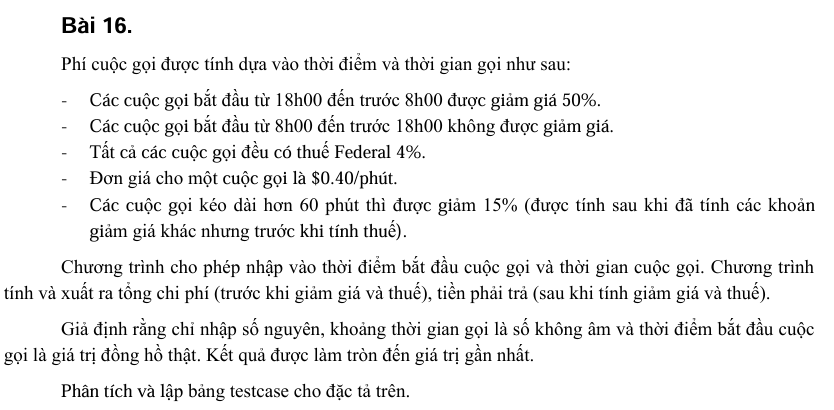 Bài 16.
Phí cuộc gọi được tính dựa vào thời điểm và thời gian gọi như sau:
- Các cuộc gọi bắt đầu từ 18h00 đến trước 8h00 được giảm giá 50%.
- Các cuộc gọi bắt đầu từ 8h00 đến trước 18h00 không được giảm giá.
- Tất cả các cuộc gọi đều có thuế Federal 4%.
- Đơn giá cho một cuộc gọi là $0.40/phút.
- Các cuộc gọi kéo dài hơn 60 phút thì được giảm 15% (được tính sau khi đã tính các khoản
giảm giá khác nhưng trước khi tính thuế).
Chương trình cho phép nhập vào thời điểm bắt đầu cuộc gọi và thời gian cuộc gọi. Chương trình
tính và xuất ra tổng chi phí (trước khi giảm giá và thuế), tiền phải trả (sau khi tính giảm giá và thuế).
Giả định rằng chỉ nhập số nguyên, khoảng thời gian gọi là số không âm và thời điểm bắt đầu cuộc
gọi là giá trị đồng hồ thật. Kết quả được làm tròn đến giá trị gần nhất.
Phân tích và lập bảng testcase cho đặc tả trên.